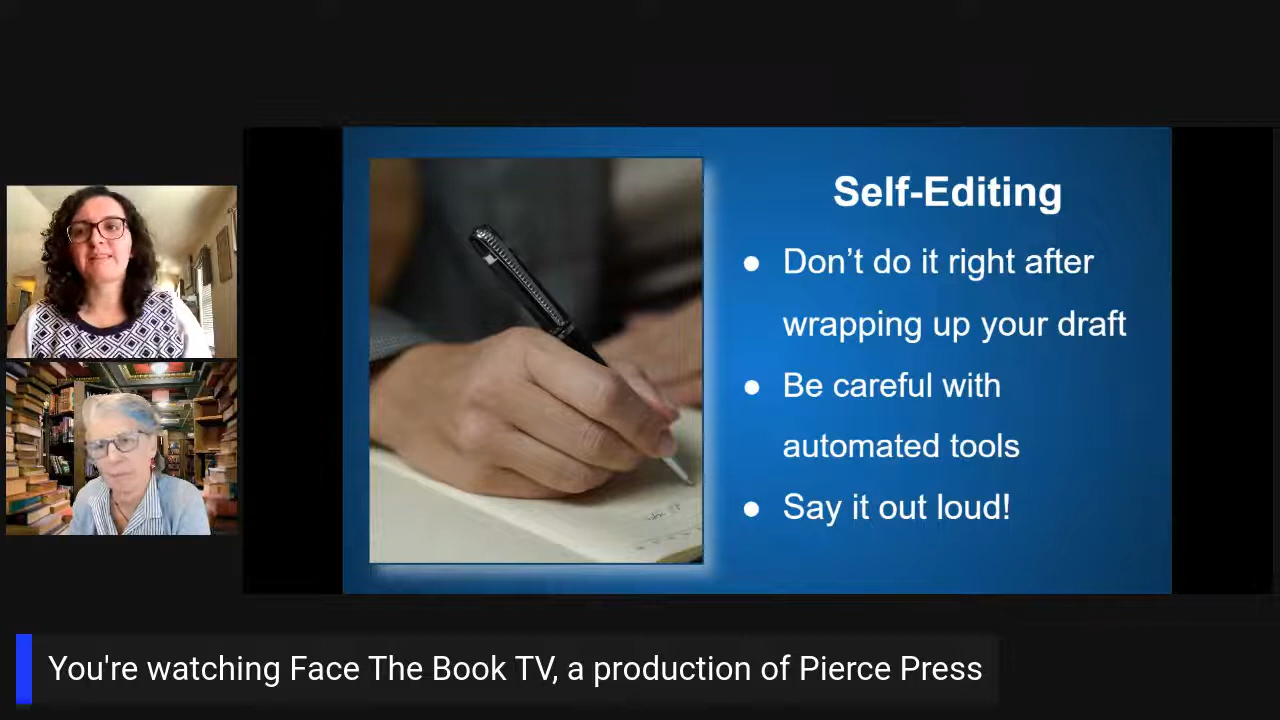 Self-Editing
● Don’t do it right after
wrapping up your draft
● Be careful with
automated tools
● Say it out loud!
You're watching Face The Book TV, a production of Pierce Press